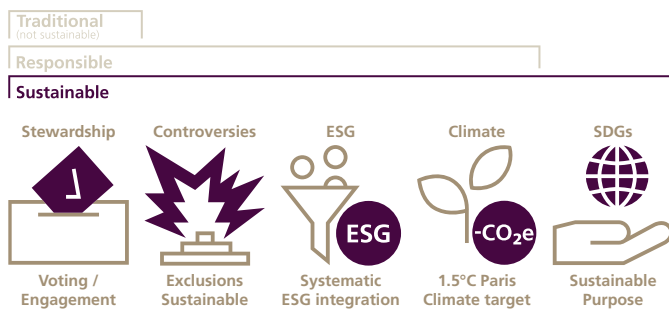 Traditional
(not sustainable)
Responsible
Sustainable
Stewardship
Controversies
ESG
Climate
SDGs
ESG
-CO₂e
Voting /
Engagement
Exclusions
Sustainable
Systematic
ESG integration
1.5°C Paris
Climate target
Sustainable
Purpose